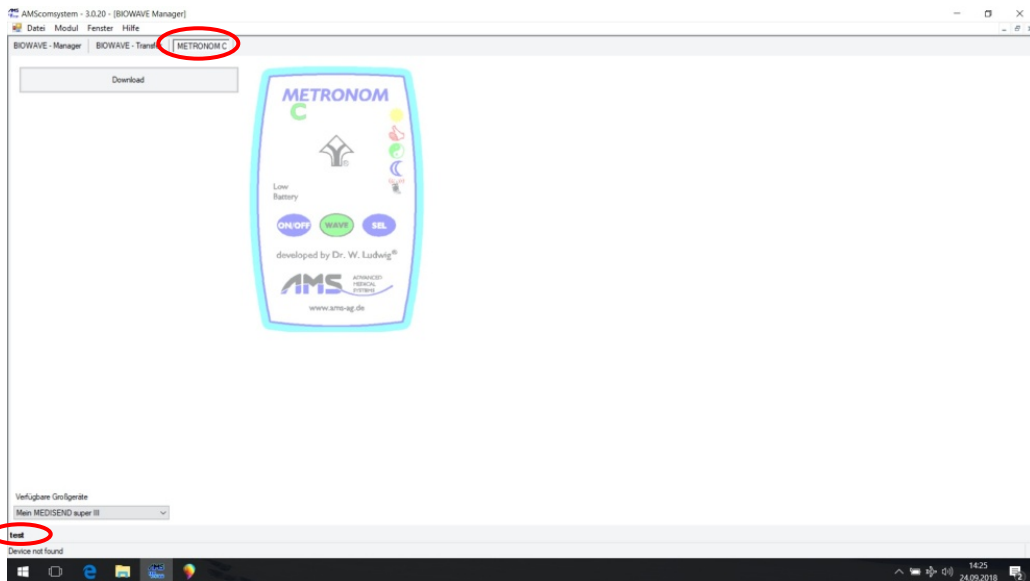 AMScomsystem - 3.0.20 - [BIOWAVE Manager]
Datei Modul Fenster Hilfe
BIOWAVE - Manager BIOWAVE - Transfer METRONOM C
Download
METRONOM
C
Low
Battery
ON/OFF WAVE SEL
developed by Dr. W. Ludwig®
AMS ADVANCED
MEDICAL
SYSTEMS
www.ams-ag.de
Verfügbare Großgeräte
Mein MEDISEND super III
test
Device not found
14:25
24.09.2018